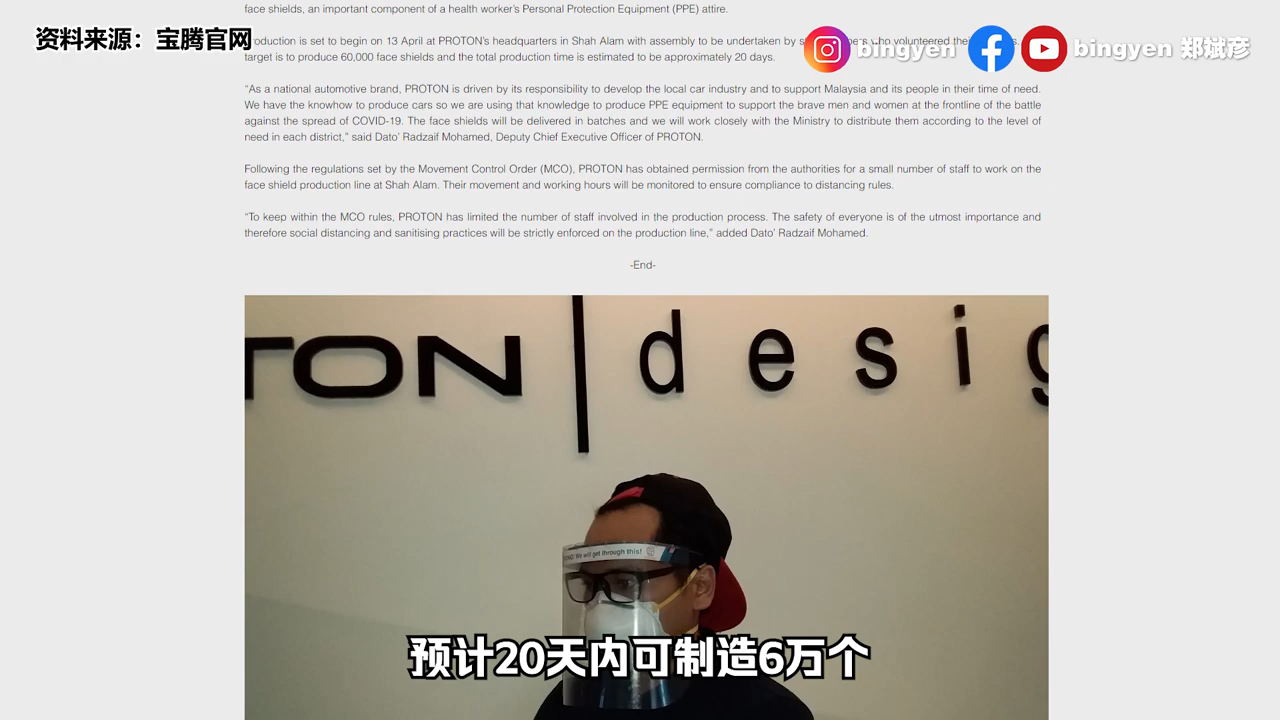 face shields, an important component of a health worker's Personal Protection Equipment (PPE) attire.
资料来源：宝腾官网
roduction is set to begin on 13 April at PROTON's headquarters in Shah Alam with assembly to be undertaken by who volunteered
target is to produce 60,000 face shields and the total production time is estimated to be approximately 20 days.
bingyen
bingyen 郑斌彦
"As a national automotive brand, PROTON is driven by its responsibility to develop the local car industry and to support Malaysia and its people in their time of need.
We have the knowhow to produce cars so we are using that knowledge to produce PPE equipment to support the brave men and women at the frontline of the battle
against the spread of COVID-19. The face shields will be delivered in batches and we will work closely with the Ministry to distribute them according to the level of
need in each district," said Dato' Radzaif Mohamed, Deputy Chief Executive Officer of PROTON.
Following the regulations set by the Movement Control Order (MCO), PROTON has obtained permission from the authorities for a small number of staff to work on the
face shield production line at Shah Alam. Their movement and working hours will be monitored to ensure compliance to distancing rules.
"To keep within the MCO rules, PROTON has limited the number of staff involved in the production process. The safety of everyone is of the utmost importance and
therefore social distancing and sanitising practices will be strictly enforced on the production line," added Dato' Radzaif Mohamed.
-End-
TON | desig
We will get through this!
预计20天内可制造6万个